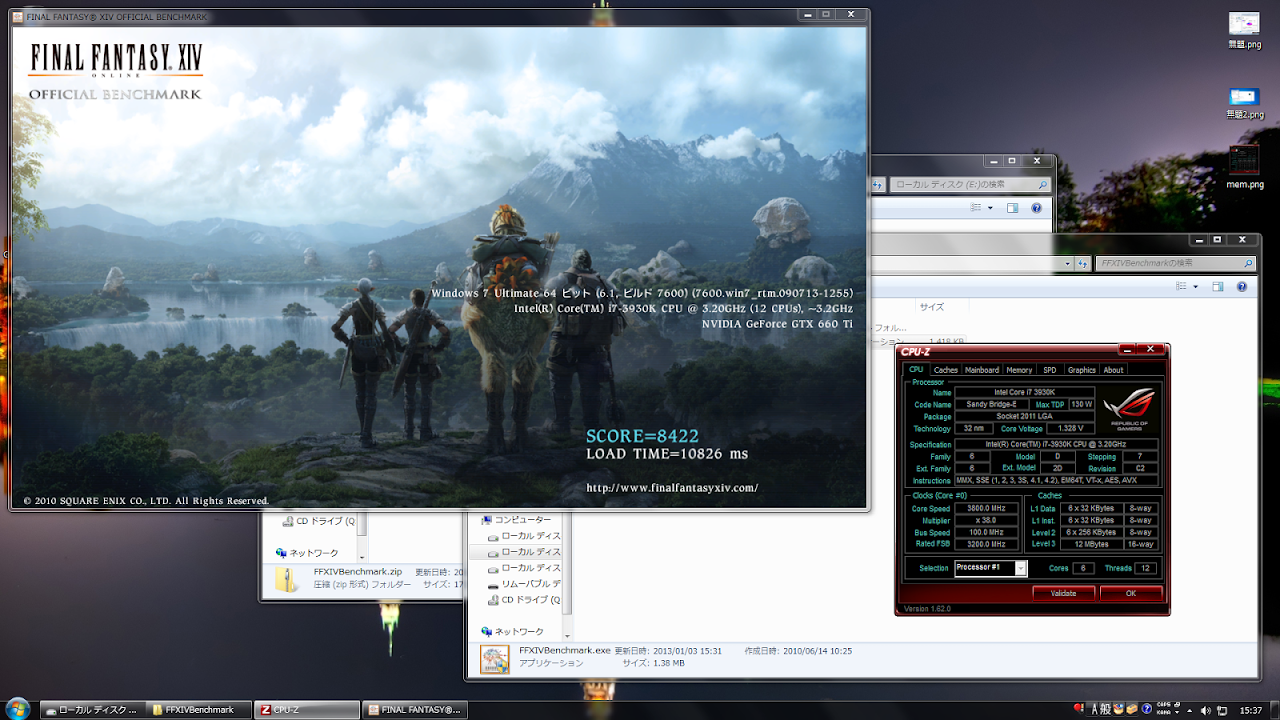 FINAL FANTASY® XIV OFFICIAL BENCHMARK
FINAL FANTASY® XIV
ONLINE
OFFICIAL BENCHMARK
Windows 7 Ultimate 64 ビット (6.1, ビルド 7600) (7600.win7_rtm.090713-1255)
Intel(R) Core(TM) i7-3930K CPU @ 3.20GHz (12 CPUs), ~3.2GHz
NVIDIA GeForce GTX 660 Ti
SCORE=8422
LOAD TIME=10826 ms
http://www.finalfantasyxiv.com/
© 2010 SQUARE ENIX CO., LTD. All Rights Reserved.
無題.png
無題2.png
mem.png
ローカル ディスク (E:)の検索
FFXIVBenchmarkの検索
サイズ
フォル...
ーション
1,418 KB
CPU-Z
CPU Caches Mainboard Memory SPD Graphics About
Processor
Name Intel Core i7 3930K
Code Name Sandy Bridge-E Max TDP 130 W
Package Socket 2011 LGA
Technology 32 nm Core Voltage 1.328 V
REPUBLIC OF
GAMERS
Specification Intel(R) Core(TM) i7-3930K CPU @ 3.20GHz
Family 6 Model D Stepping 7
Ext. Family 6 Ext. Model 2D Revision C2
Instructions MMX, SSE (1, 2, 3, 3S, 4.1, 4.2), EM64T, VT-x, AES, AVX
Clocks (Core #0)
Core Speed 3800.0 MHz
Multiplier x 38.0
Bus Speed 100.0 MHz
Rated FSB 3200.0 MHz
Caches
L1 Data 6 x 32 KBytes 8-way
L1 Inst. 6 x 32 KBytes 8-way
Level 2 6 x 256 KBytes 8-way
Level 3 12 MBytes 16-way
Selection Processor #1 Cores 6 Threads 12
Validate OK
Version 1.62.0
CD ドライブ (Q
ネットワーク
FFXIVBenchmark.zip 更新日時: 20
圧縮 (zip 形式) フォルダー サイズ: 17
コンピューター
ローカル ディス
ローカル ディス
ローカル ディス
リムーバブル デ
CD ドライブ (Q
ネットワーク
FFXIVBenchmark.exe 更新日時: 2013/01/03 15:31 作成日時: 2010/06/14 10:25
アプリケーション サイズ: 1.38 MB
ローカル ディスク ...
FFXIVBenchmark
CPU-Z
FINAL FANTASY®...
A 般
CAPS
KANA
15:37